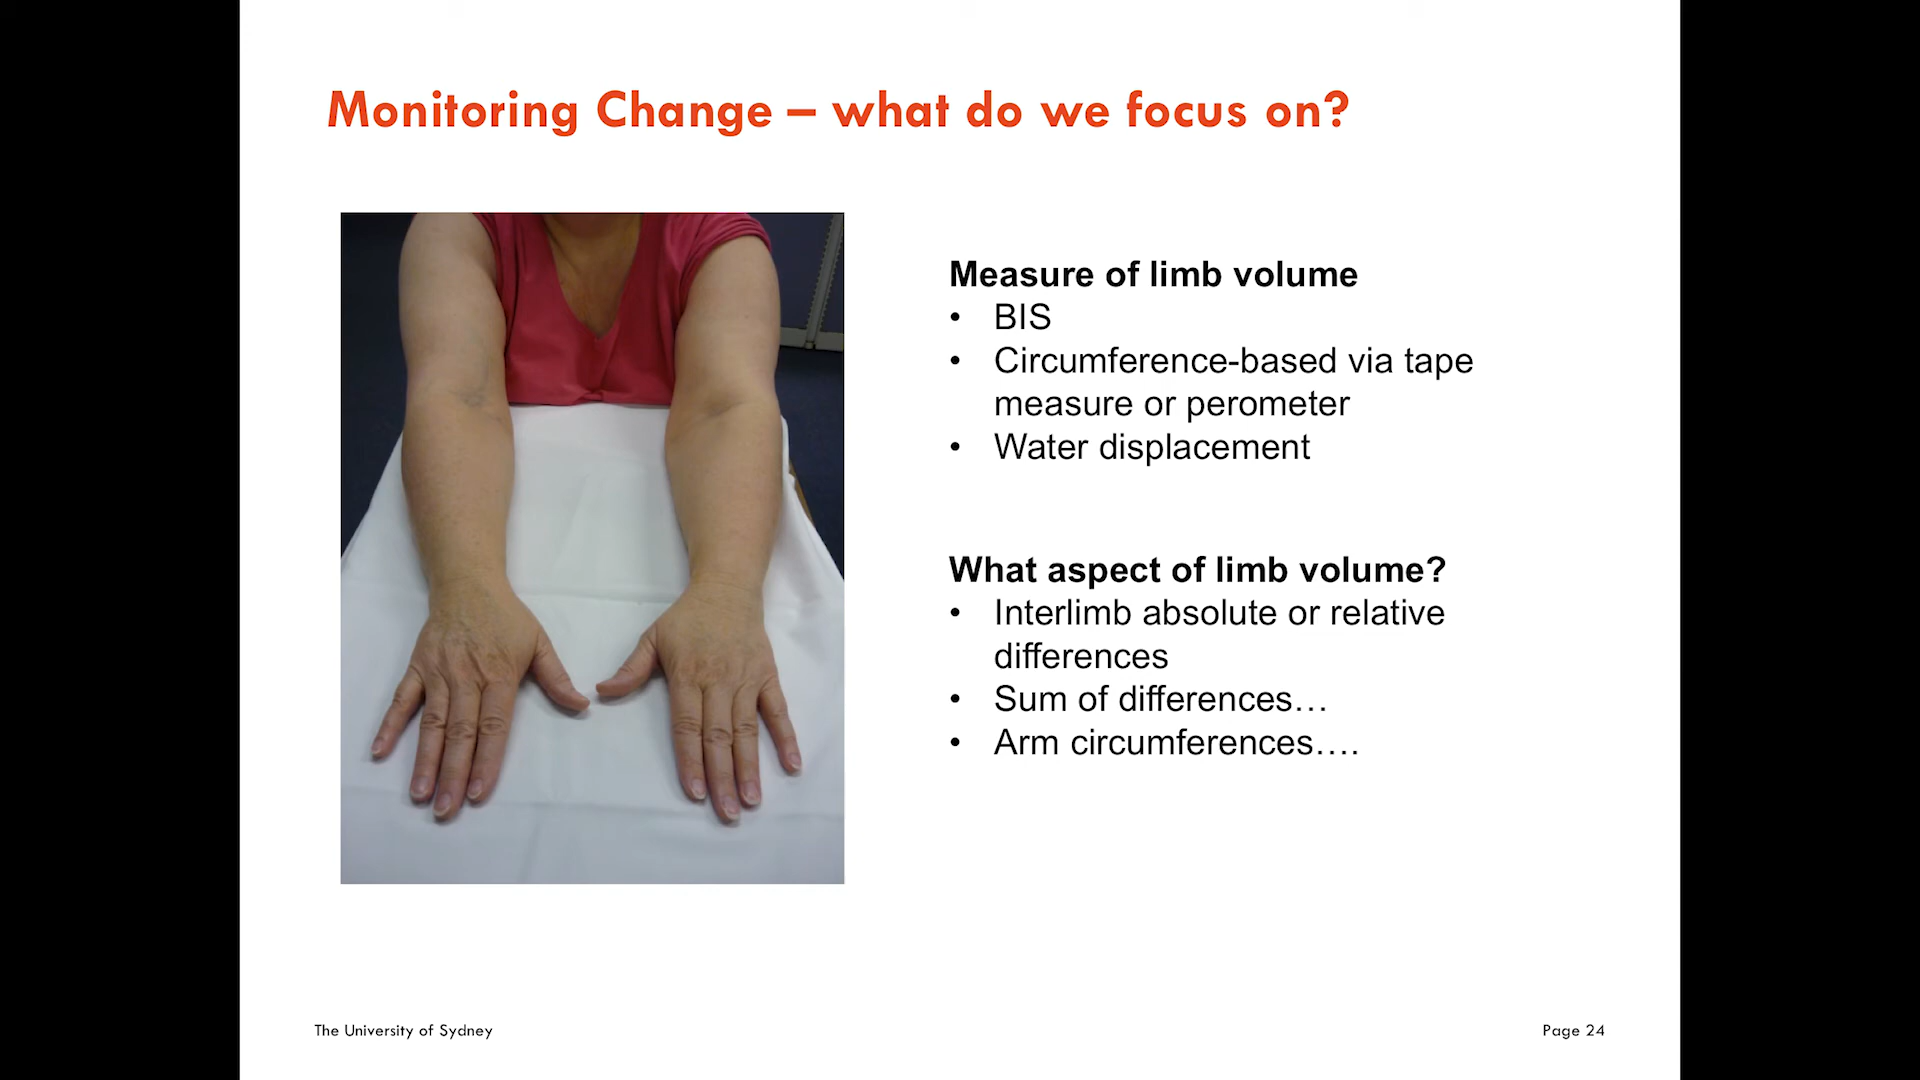 Monitoring Change – what do we focus on?
Measure of limb volume
• BIS
• Circumference-based via tape
measure or perometer
• Water displacement
What aspect of limb volume?
• Interlimb absolute or relative
differences
• Sum of differences…
• Arm circumferences….
The University of Sydney
Page 24